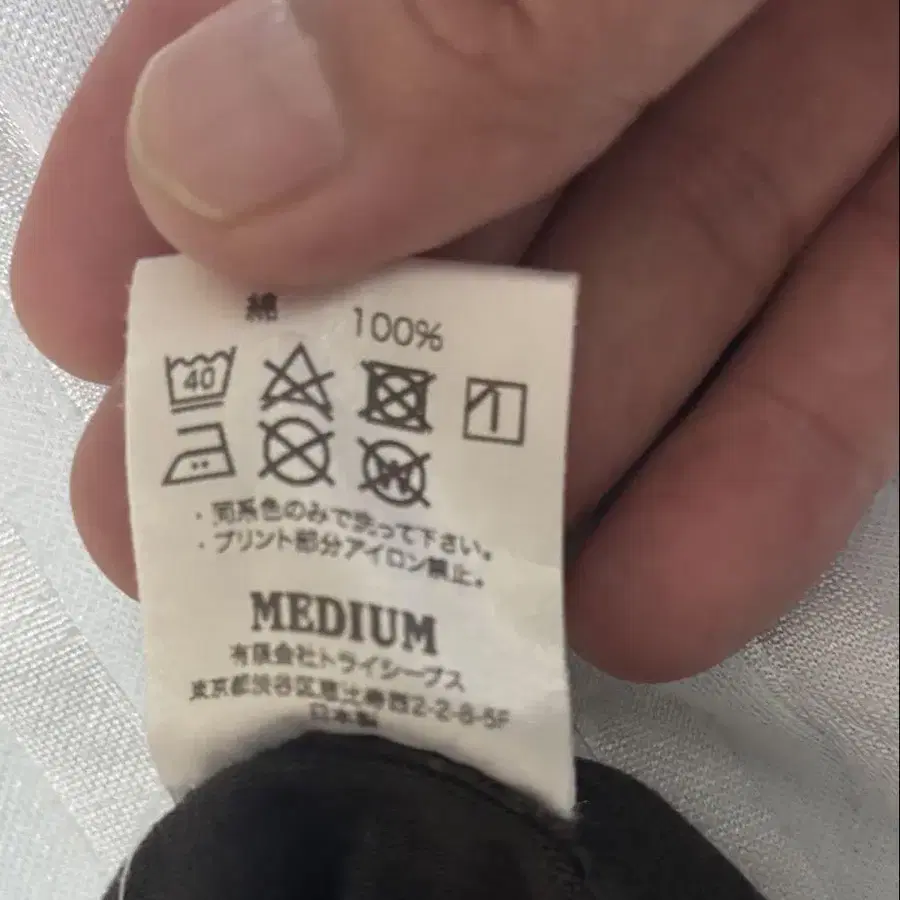 綿 100%
40
W
・同系色のみで洗って下さい。
・プリント部分アイロン禁止。
MEDIUM
有限会社トライシープス
東京都渋谷区恵比寿西2-2-8-5F
日本製